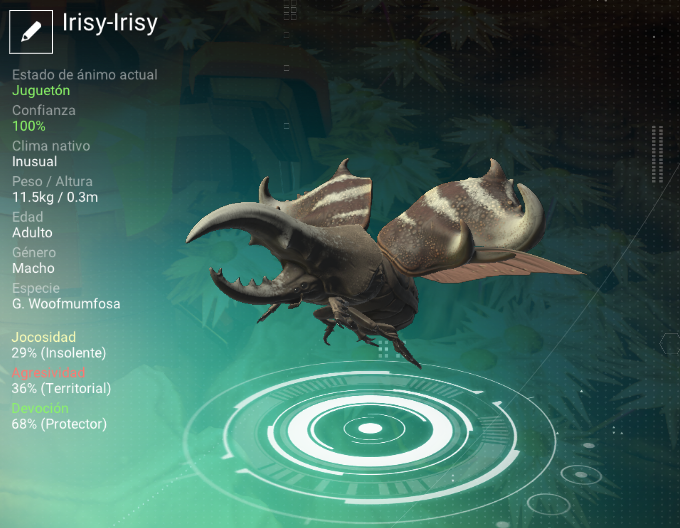 Irisy-Irisy
Estado de ánimo actual
Juguetón
Confianza
100%
Clima nativo
Inusual
Peso / Altura
11.5kg / 0.3m
Edad
Adulto
Género
Macho
Especie
G. Woofmumfosa
Jocosidad
29% (Insolente)
Agresividad
36% (Territorial)
Devoción
68% (Protector)